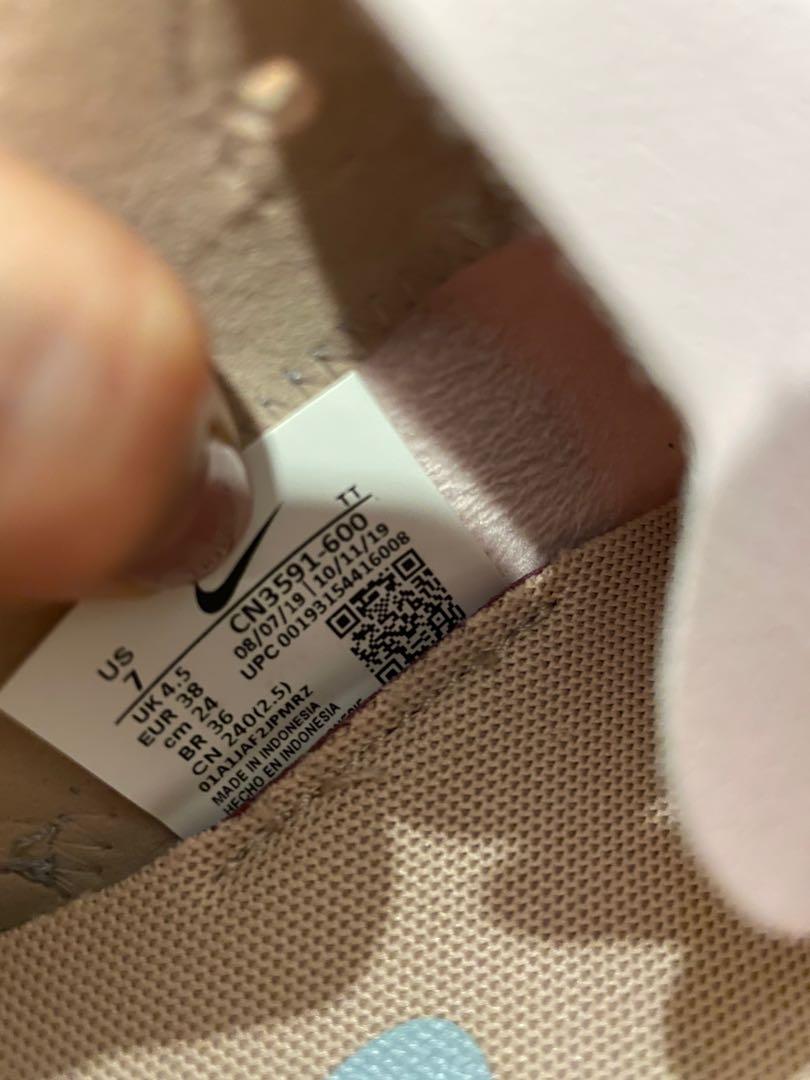 TT
CN3591-600
08/07/19 | 10/11/19
UPC 00193154416008
US
7
UK 4.5
EUR 38
cm 24
BR 36
CN 240(2.5)
01A1JAF2JPMRZ
MADE IN INDONESIA
HECHO EN INDONESIA